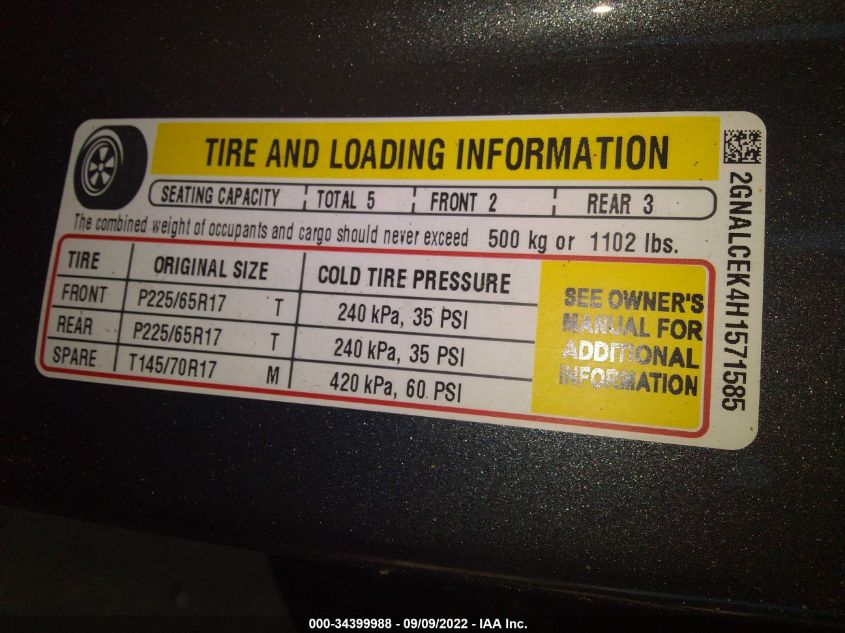 TIRE AND LOADING INFORMATION
SEATING CAPACITY TOTAL 5 FRONT 2 REAR 3
The combined weight of occupants and cargo should never exceed 500 kg or 1102 lbs.
TIRE ORIGINAL SIZE COLD TIRE PRESSURE
FRONT P225/65R17 T 240 kPa, 35 PSI
REAR P225/65R17 T 240 kPa, 35 PSI
SPARE T145/70R17 M 420 kPa, 60 PSI
SEE OWNER'S
MANUAL FOR
ADDITIONAL
INFORMATION
2GNALCEK4H1571585
000-34399988 - 09/09/2022 - IAA Inc.